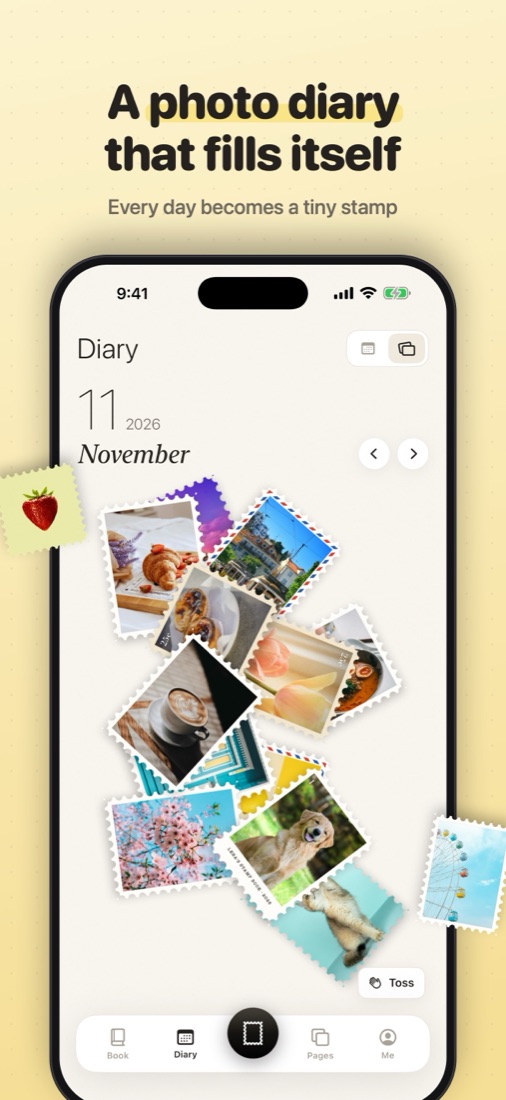 A photo diary
that fills itself
Every day becomes a tiny stamp
9:41
Diary
11 2026
November
Toss
Book
Diary
Pages
Me